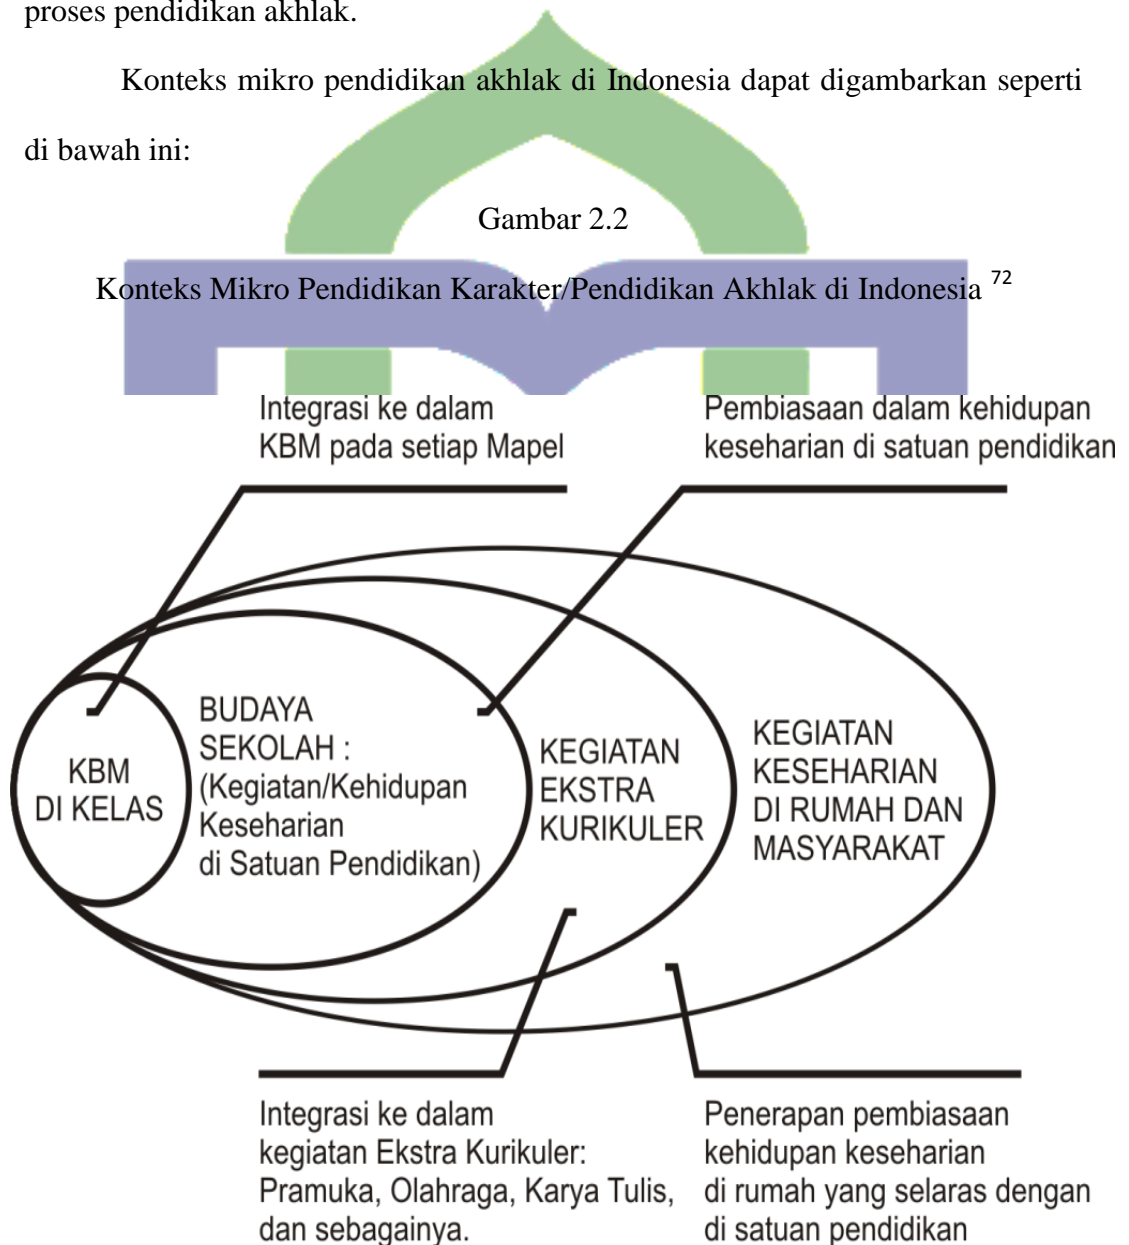 proses pendidikan akhlak.
Konteks mikro pendidikan akhlak di Indonesia dapat digambarkan seperti
di bawah ini:
Gambar 2.2
Konteks Mikro Pendidikan Karakter/Pendidikan Akhlak di Indonesia 72
Integrasi ke dalam
KBM pada setiap Mapel
Pembiasaan dalam kehidupan
keseharian di satuan pendidikan
KBM
DI KELAS
BUDAYA
SEKOLAH :
(Kegiatan/Kehidupan
Keseharian
di Satuan Pendidikan)
KEGIATAN
EKSTRA
KURIKULER
KEGIATAN
KESEHARIAN
DI RUMAH DAN
MASYARAKAT
Integrasi ke dalam
kegiatan Ekstra Kurikuler:
Pramuka, Olahraga, Karya Tulis,
dan sebagainya.
Penerapan pembiasaan
kehidupan keseharian
di rumah yang selaras dengan
di satuan pendidikan